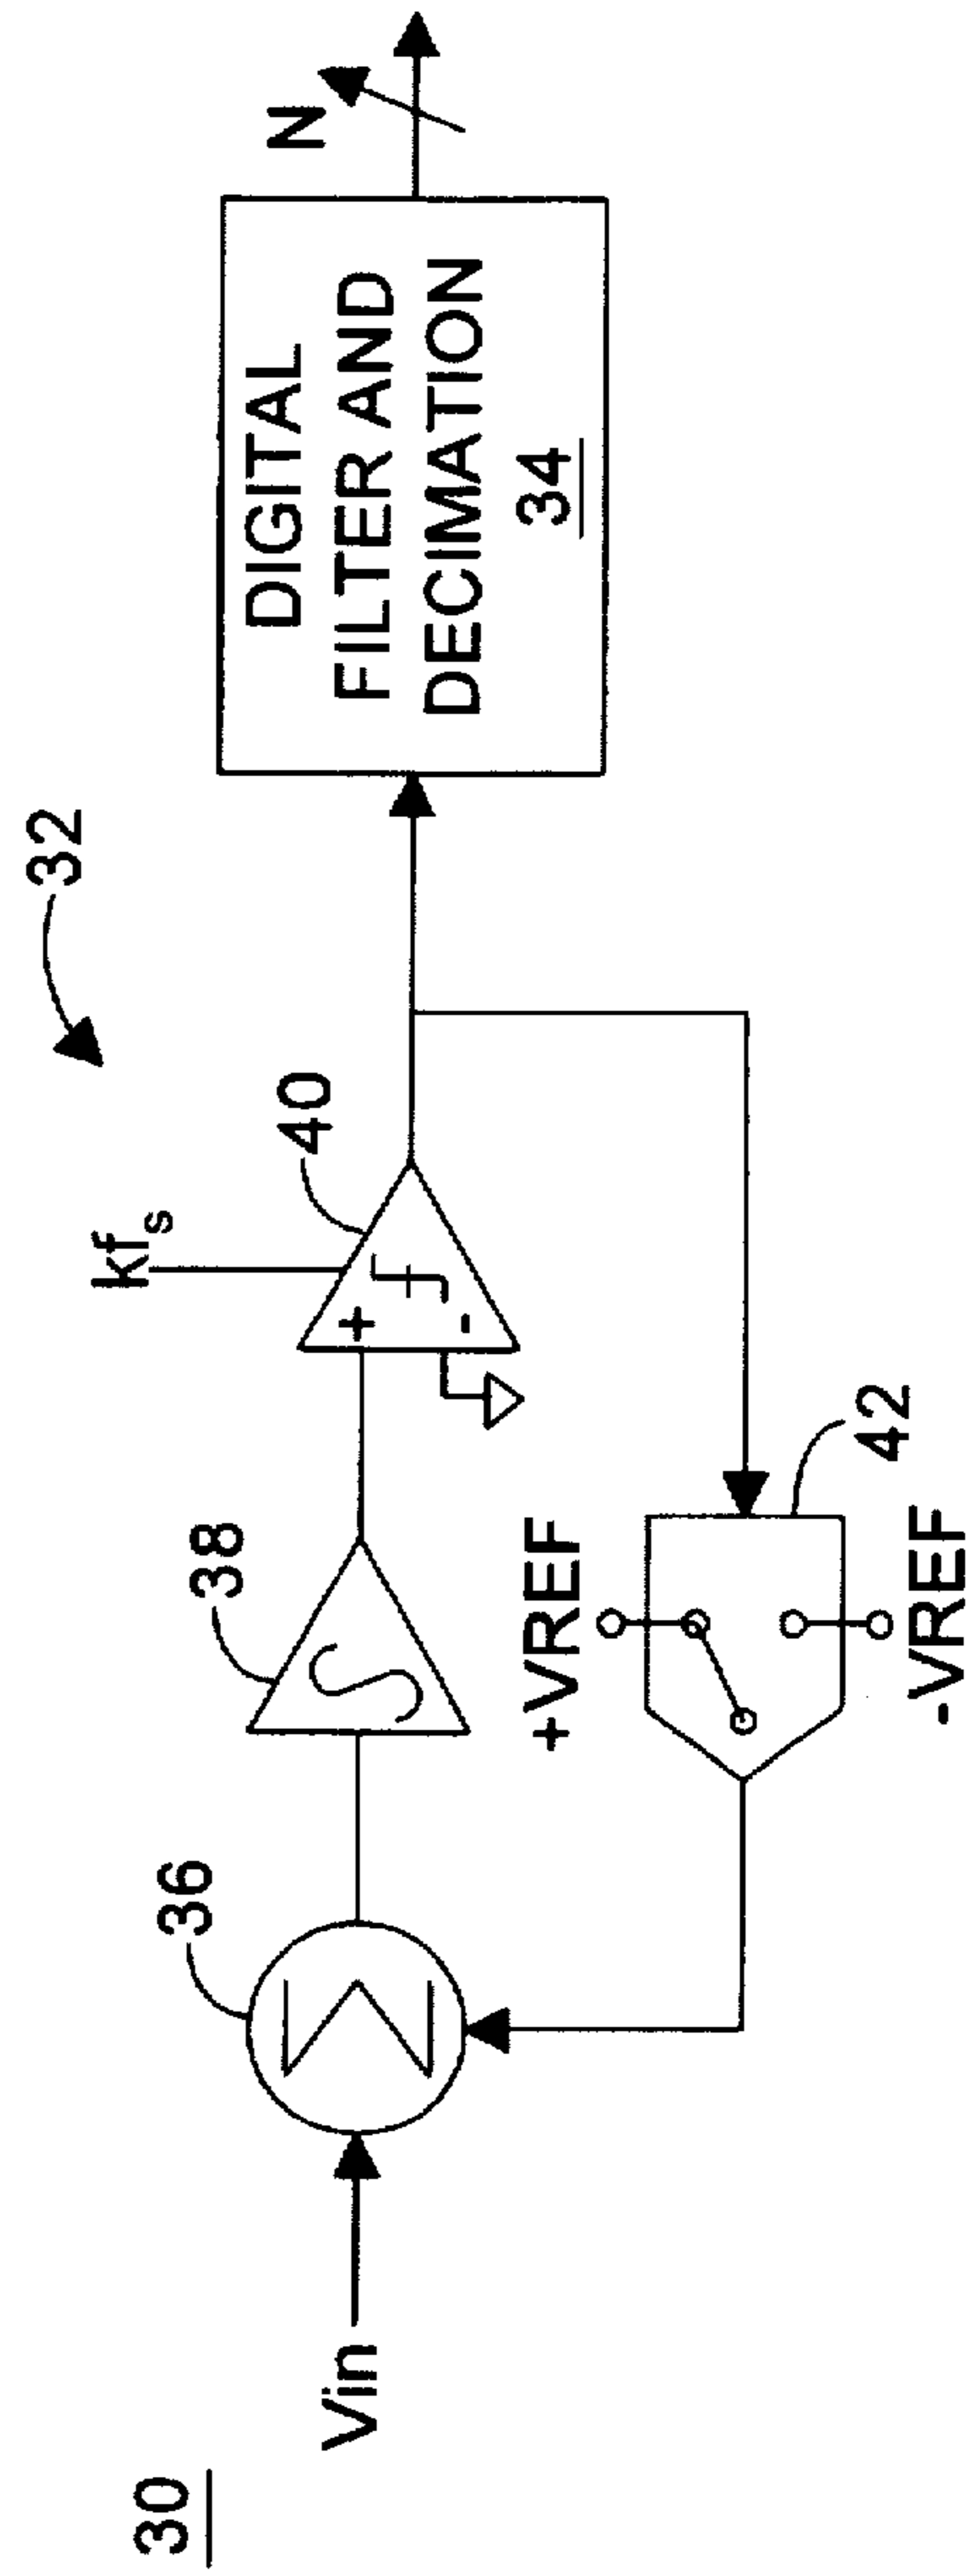 30
Vin
36
38
40
kfs
32
+
-
+VREF
-VREF
42
DIGITAL
FILTER AND
DECIMATION
34
N